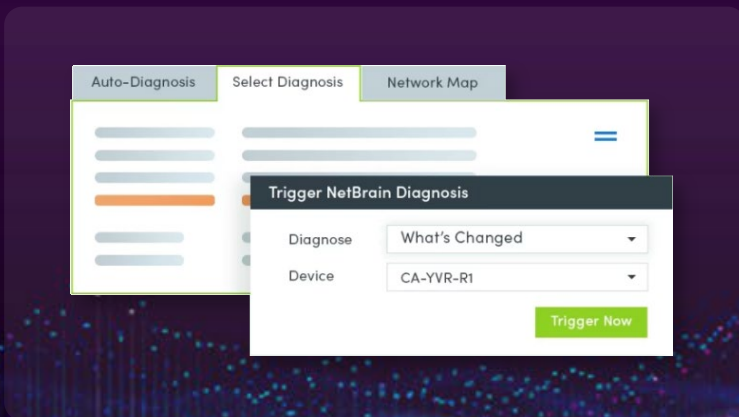 Auto-Diagnosis
Select Diagnosis
Network Map
Trigger NetBrain Diagnosis
Diagnose
What's Changed
Device
CA-YVR-R1
Trigger Now